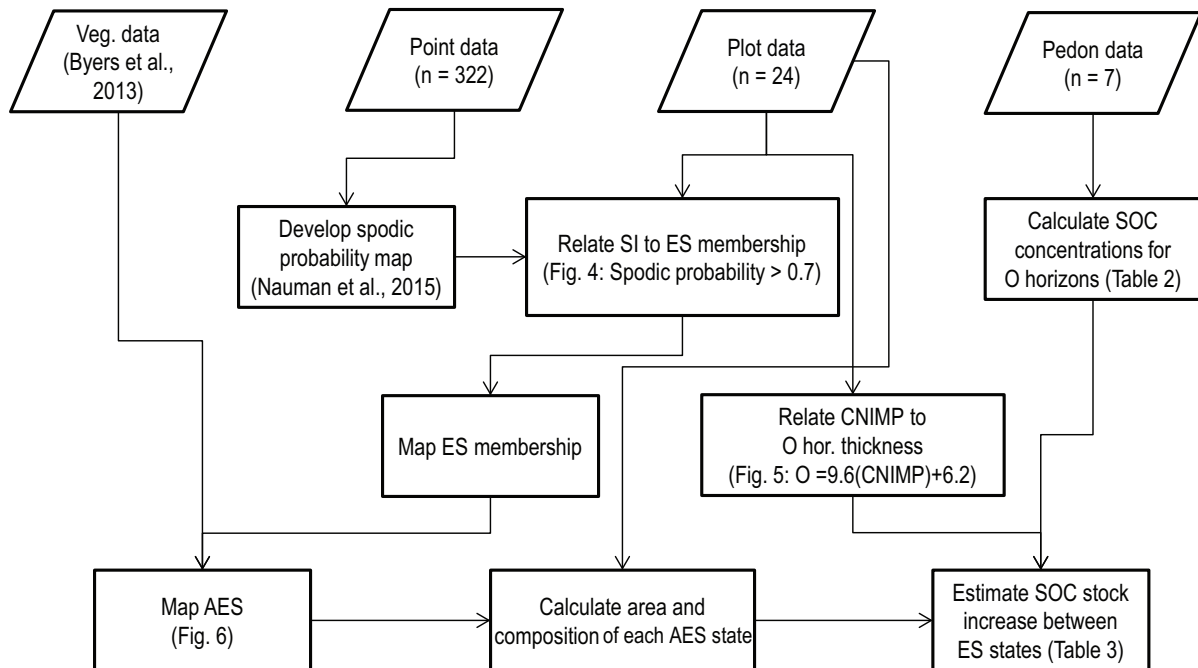 Veg. data
(Byers et al.,
2013)
Point data
(n = 322)
Plot data
(n = 24)
Pedon data
(n = 7)
Develop spodic
probability map
(Nauman et al., 2015)
Relate SI to ES membership
(Fig. 4: Spodic probability > 0.7)
Calculate SOC
concentrations for
O horizons (Table 2)
Map ES membership
Relate CNIMP to
O hor. thickness
(Fig. 5: O =9.6(CNIMP)+6.2)
Map AES
(Fig. 6)
Calculate area and
composition of each AES state
Estimate SOC stock
increase between
ES states (Table 3)